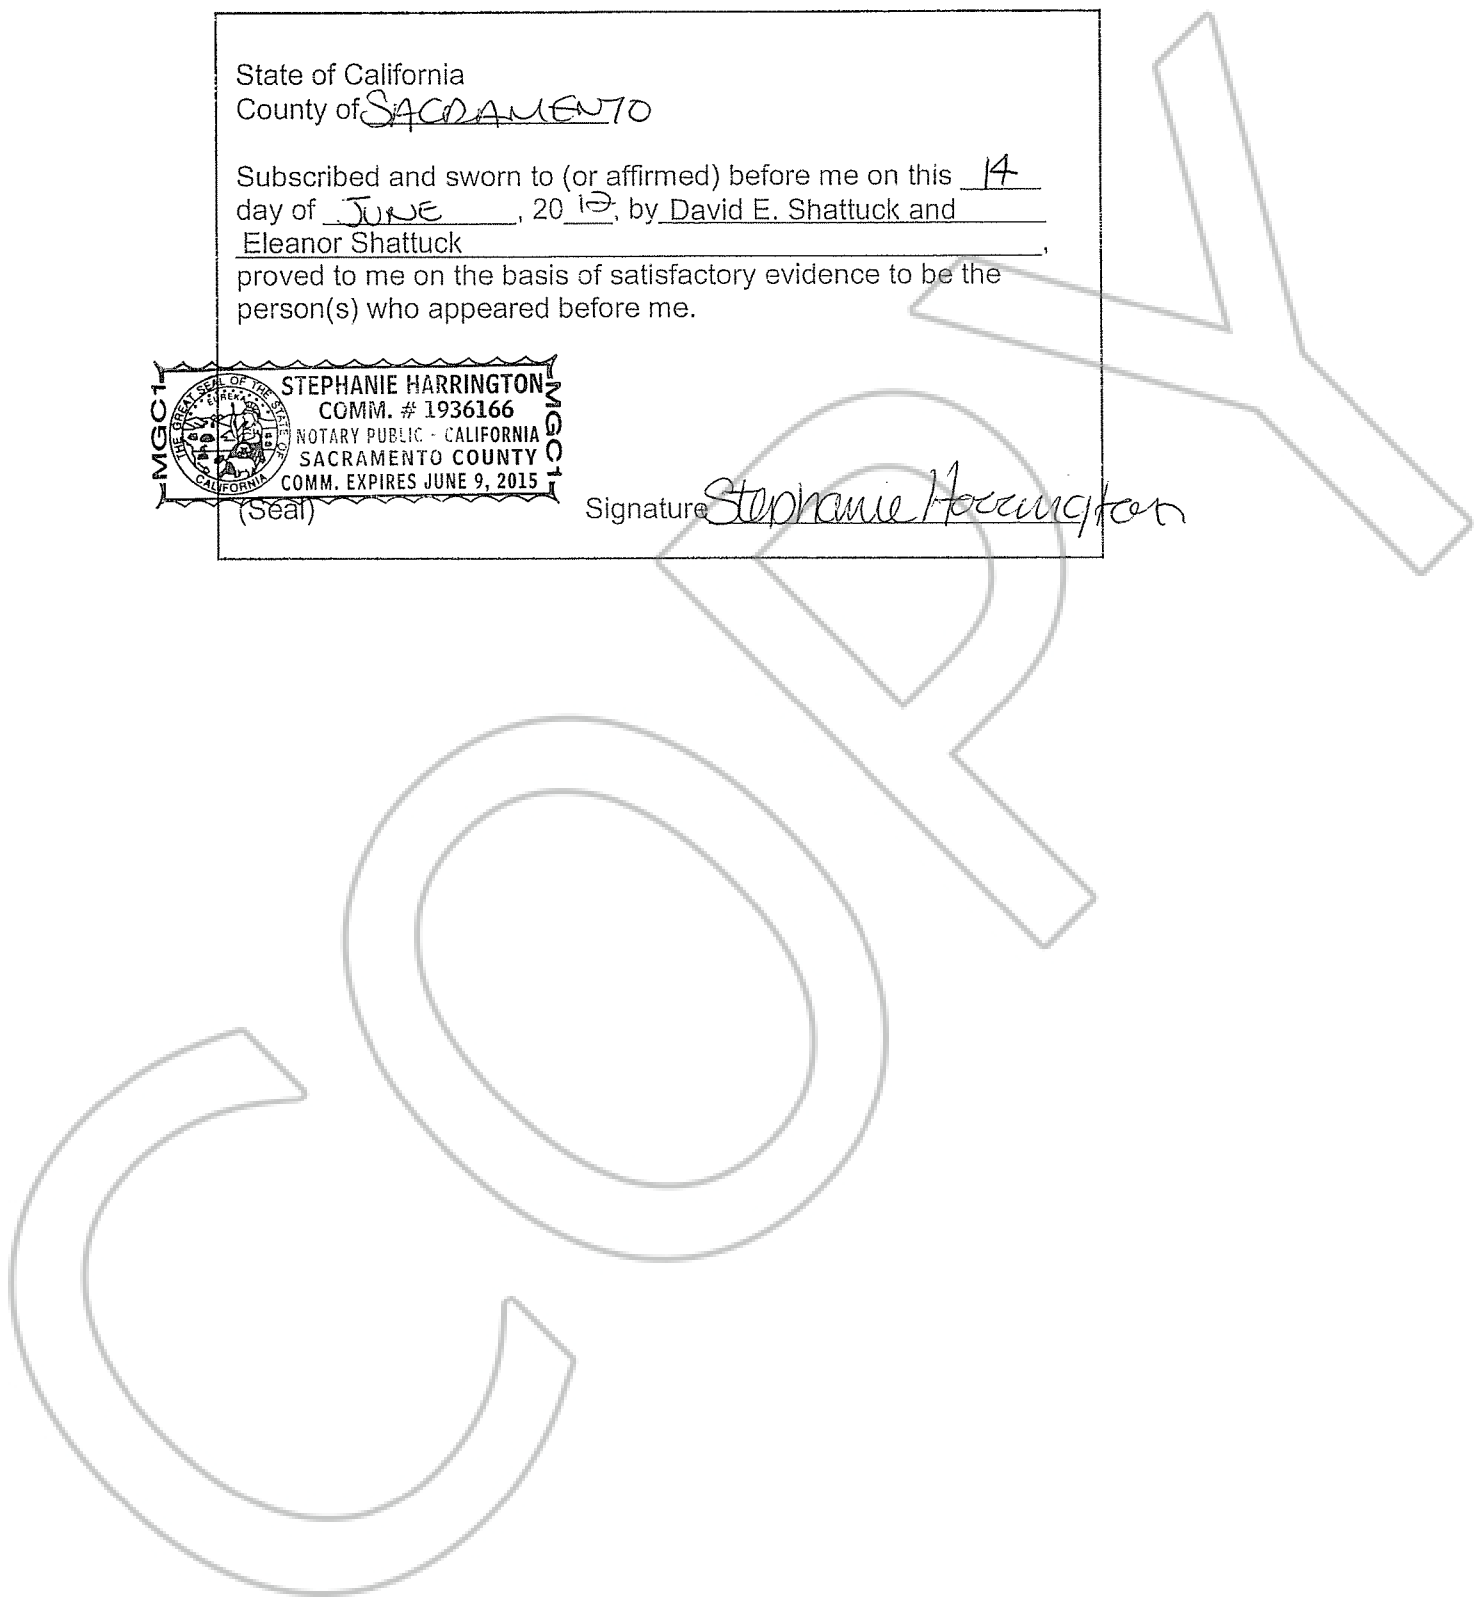 State of California
County of SACRAMENTO
Subscribed and sworn to (or affirmed) before me on this 14
day of JUNE, 2012, by David E. Shattuck and
Eleanor Shattuck,
proved to me on the basis of satisfactory evidence to be the
person(s) who appeared before me.
MGC1
THE GREAT SEAL OF THE STATE OF CALIFORNIA
EUREKA
STEPHANIE HARRINGTON
COMM. # 1936166
NOTARY PUBLIC - CALIFORNIA
SACRAMENTO COUNTY
COMM. EXPIRES JUNE 9, 2015
MGC1
(Seal)
Signature Stephanie Harrington
COPY